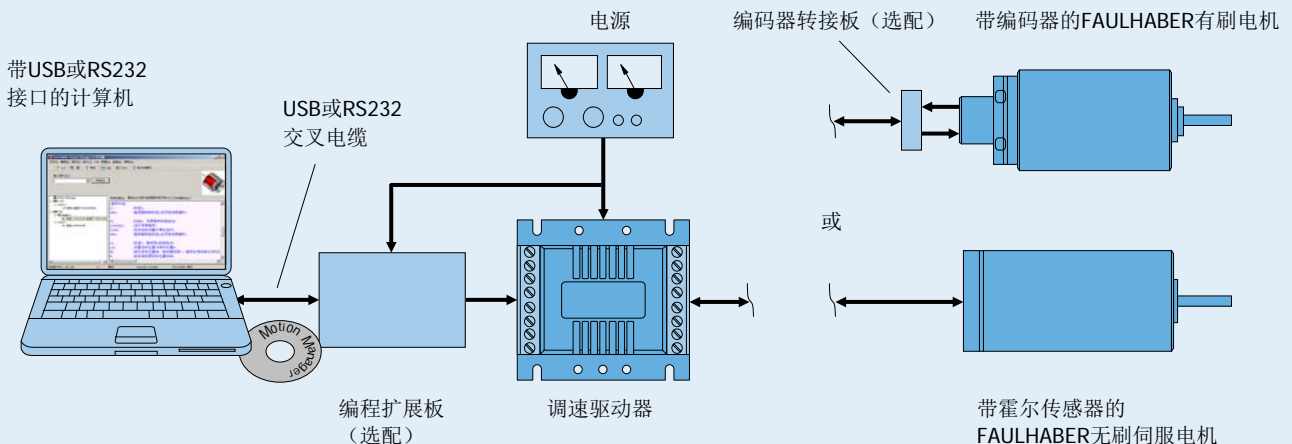 电源
编码器转接板（选配）
带编码器的FAULHABER有刷电机
带USB或RS232
接口的计算机
USB或RS232
交叉电缆
或
Motion Manager
编程扩展板
（选配）
调速驱动器
带霍尔传感器的
FAULHABER无刷伺服电机